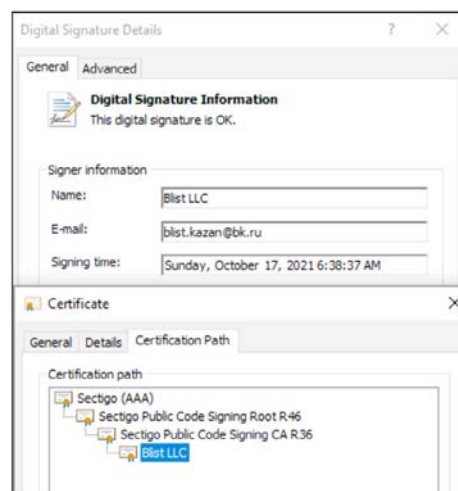 Digital Signature Details ? ×
General Advanced
Digital Signature Information
This digital signature is OK.
Signer information
Name: Blist LLC
E-mail: blist.kazan@bk.ru
Signing time: Sunday, October 17, 2021 6:38:37 AM
Certificate ×
General Details Certification Path
Certification path
Sectigo (AAA)
Sectigo Public Code Signing Root R46
Sectigo Public Code Signing CA R36
Blist LLC